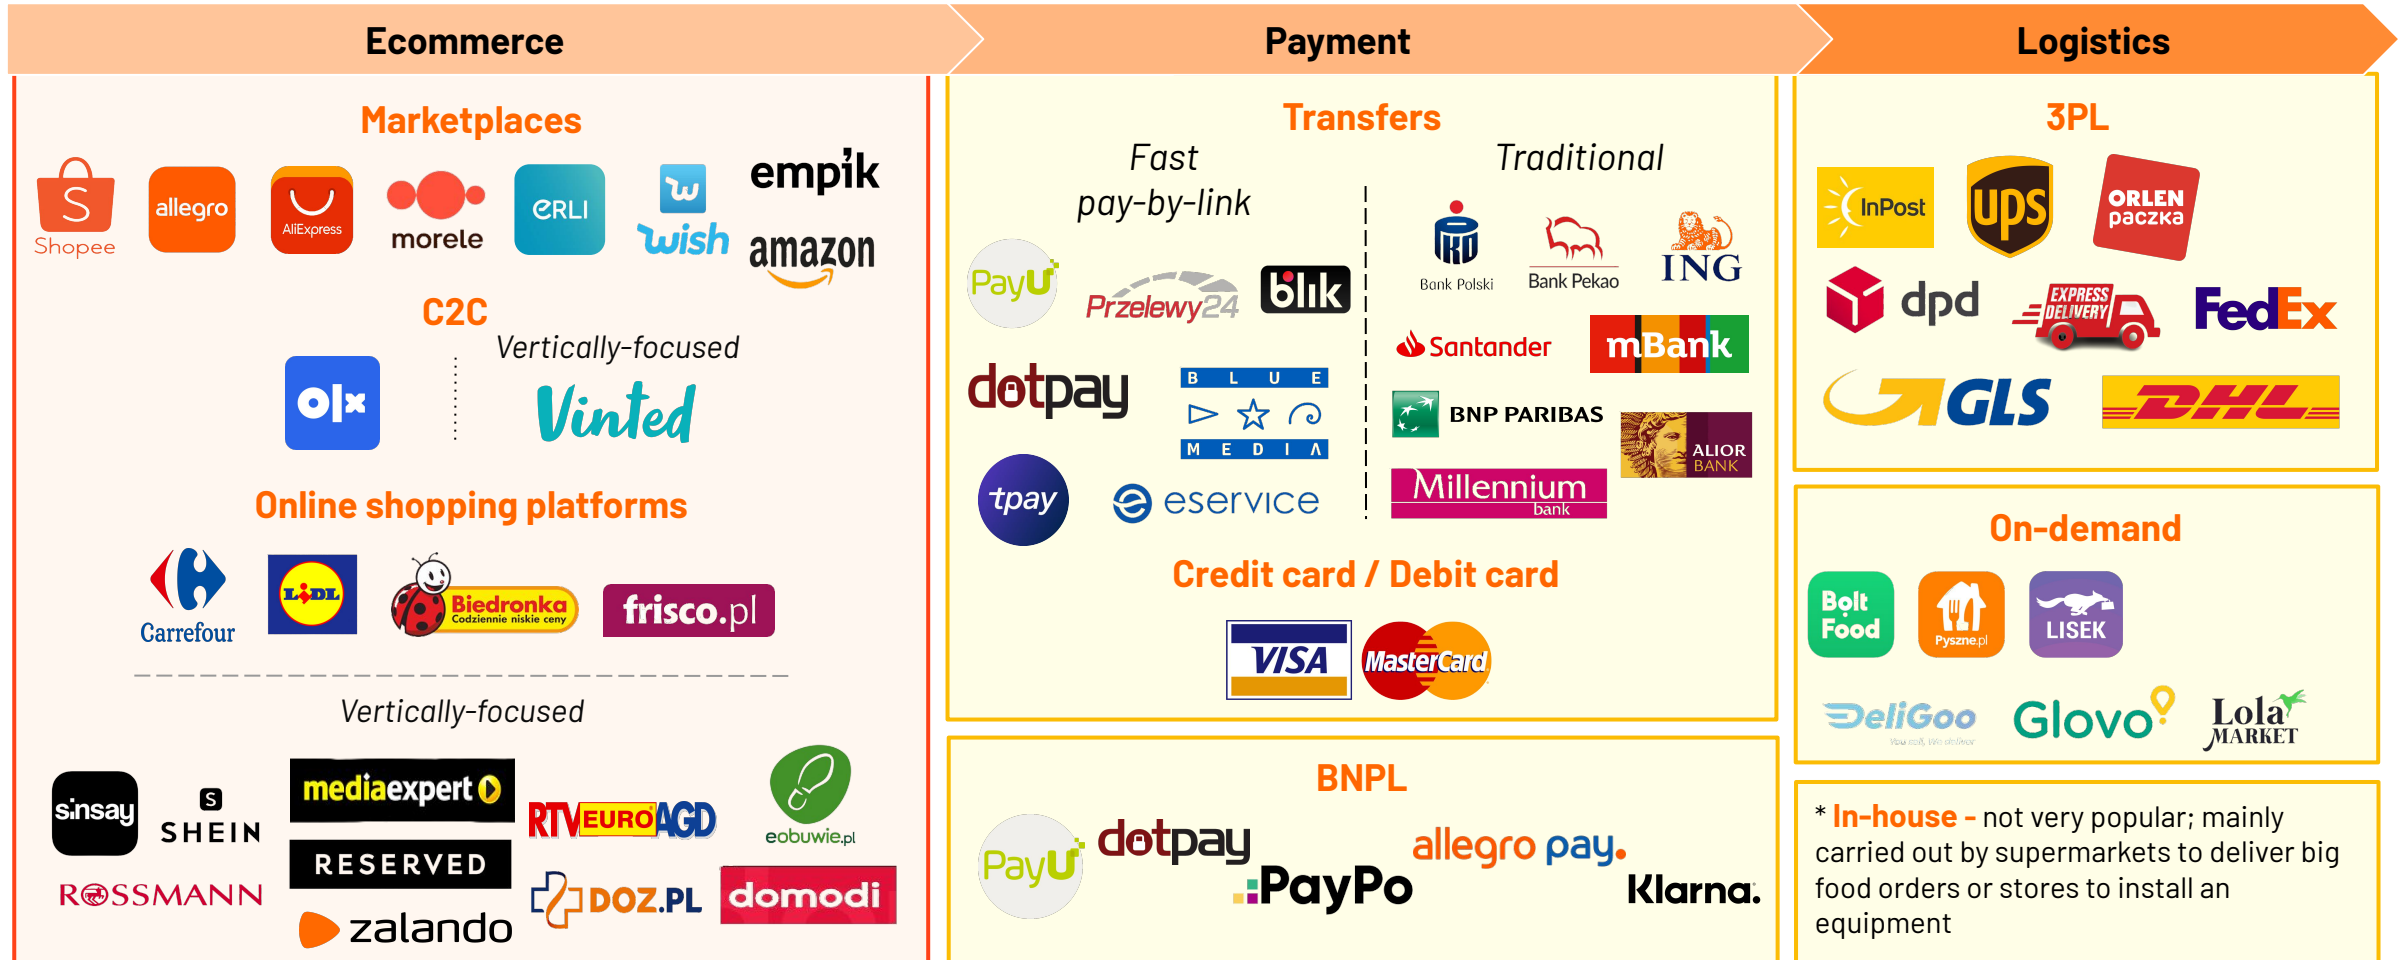 Ecommerce
Payment
Logistics
Marketplaces
Shopee
allegro
AliExpress
morele
eRLI
w
wish
empik
amazon
C2C
olx
Vertically-focused
Vinted
Online shopping platforms
Carrefour
LiDL
Biedronka
Codziennie niskie ceny
frisco.pl
Vertically-focused
sinsay
S
SHEIN
mediaexpert
RTV EURO AGD
eobuwie.pl
RESERVED
ROSSMANN
DOZ.PL
domodi
zalando
Transfers
Fast
pay-by-link
Traditional
PayU
Przelewy24
blik
dotpay
BLUE
MEDIA
tpay
eservice
PKO
Bank Polski
Bank Pekao
ING
Santander
mBank
BNP PARIBAS
ALIOR
BANK
Millennium
bank
Credit card / Debit card
VISA
MasterCard
BNPL
PayU
dotpay
PayPo
allegro pay.
Klarna.
3PL
InPost
ups
ORLEN
paczka
dpd
EXPRESS
DELIVERY
FedEx
GLS
DHL
On-demand
Bolt
Food
Pyszne.pl
LISEK
DeliGoo
You call, We deliver
Glovo
Lola
MARKET
* In-house - not very popular; mainly
carried out by supermarkets to deliver big
food orders or stores to install an
equipment